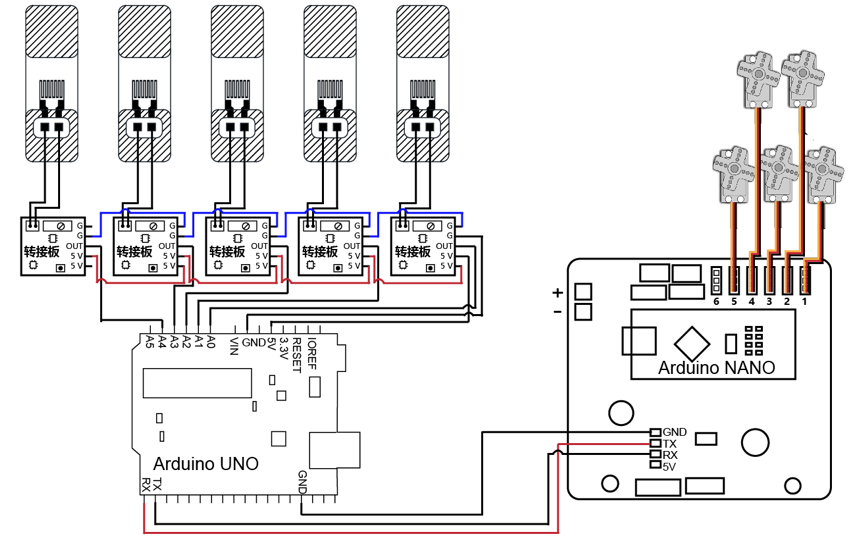 G
G
转接板 OUT
5 V
5 V
G
G
转接板 OUT
5 V
5 V
G
G
转接板 OUT
5 V
5 V
G
G
转接板 OUT
5 V
5 V
G
G
转接板 OUT
5 V
5 V
A5 A4 A3 A2 A1 A0 VIN GND 5V 3.3V RESET IOREF
Arduino UNO
RX TX GND
+
-
6 5 4 3 2 1
Arduino NANO
GND
TX
RX
5V